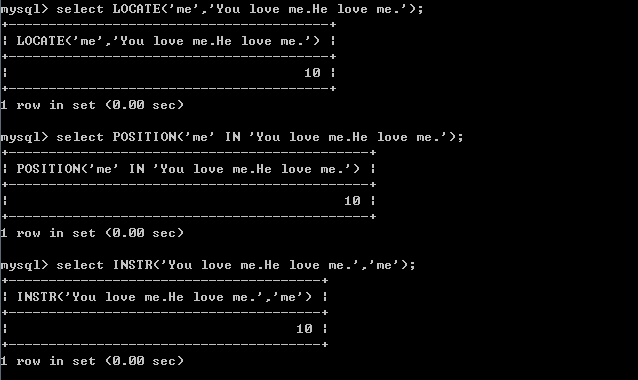 mysql> select LOCATE('me','You love me.He love me.');
+----------------------------------------+
¦ LOCATE('me','You love me.He love me.') ¦
+----------------------------------------+
¦                                     10 ¦
+----------------------------------------+
1 row in set (0.00 sec)
mysql> select POSITION('me' IN 'You love me.He love me.');
+---------------------------------------------+
¦ POSITION('me' IN 'You love me.He love me.') ¦
+---------------------------------------------+
¦                                          10 ¦
+---------------------------------------------+
1 row in set (0.00 sec)
mysql> select INSTR('You love me.He love me.','me');
+---------------------------------------+
¦ INSTR('You love me.He love me.','me') ¦
+---------------------------------------+
¦                                    10 ¦
+---------------------------------------+
1 row in set (0.00 sec)